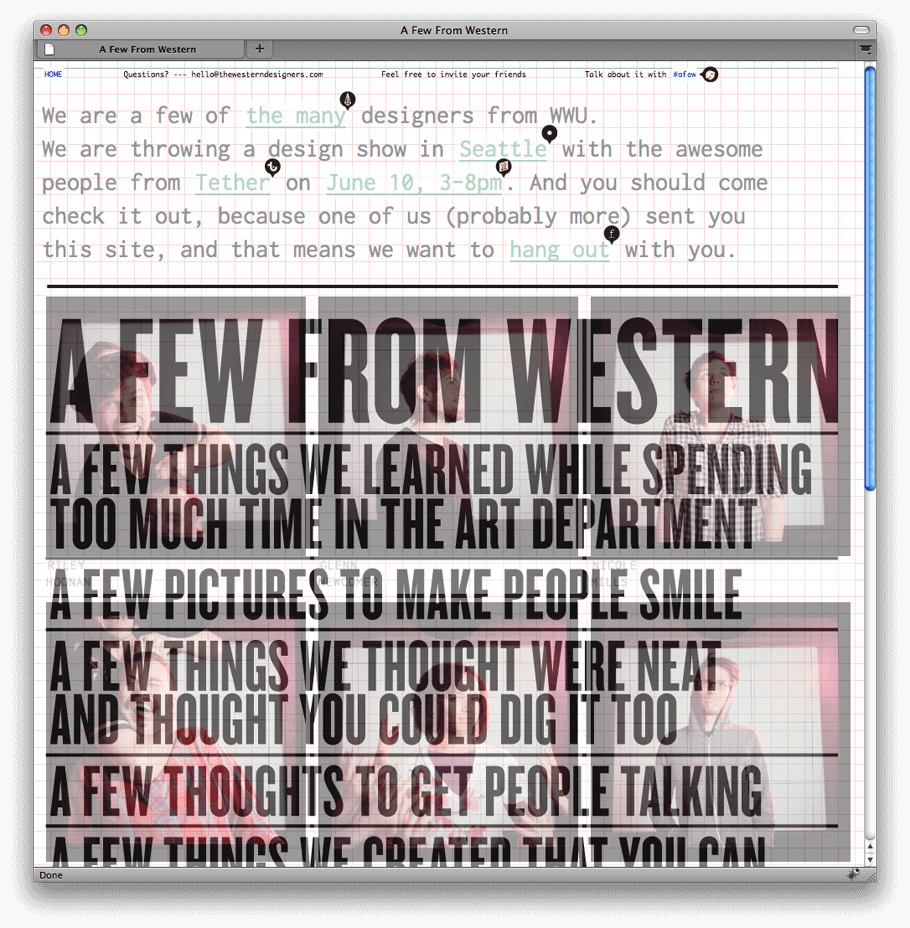 A Few From Western
A Few From Western
HOME
Questions? --- hello@thewesterndesigners.com
Feel free to invite your friends
Talk about it with #afew
We are a few of the many designers from WWU.
We are throwing a design show in Seattle with the awesome
people from Tether on June 10, 3-8pm. And you should come
check it out, because one of us (probably more) sent you
this site, and that means we want to hang out with you.
A FEW FROM WESTERN
A FEW THINGS WE LEARNED WHILE SPENDING
TOO MUCH TIME IN THE ART DEPARTMENT
RILEY
HOONAN
GLENN
NEWCOMER
NICOLE
MILLS
A FEW PICTURES TO MAKE PEOPLE SMILE
A FEW THINGS WE THOUGHT WERE NEAT
AND THOUGHT YOU COULD DIG IT TOO
A FEW THOUGHTS TO GET PEOPLE TALKING
A FEW THINGS WE CREATED THAT YOU CAN
Done